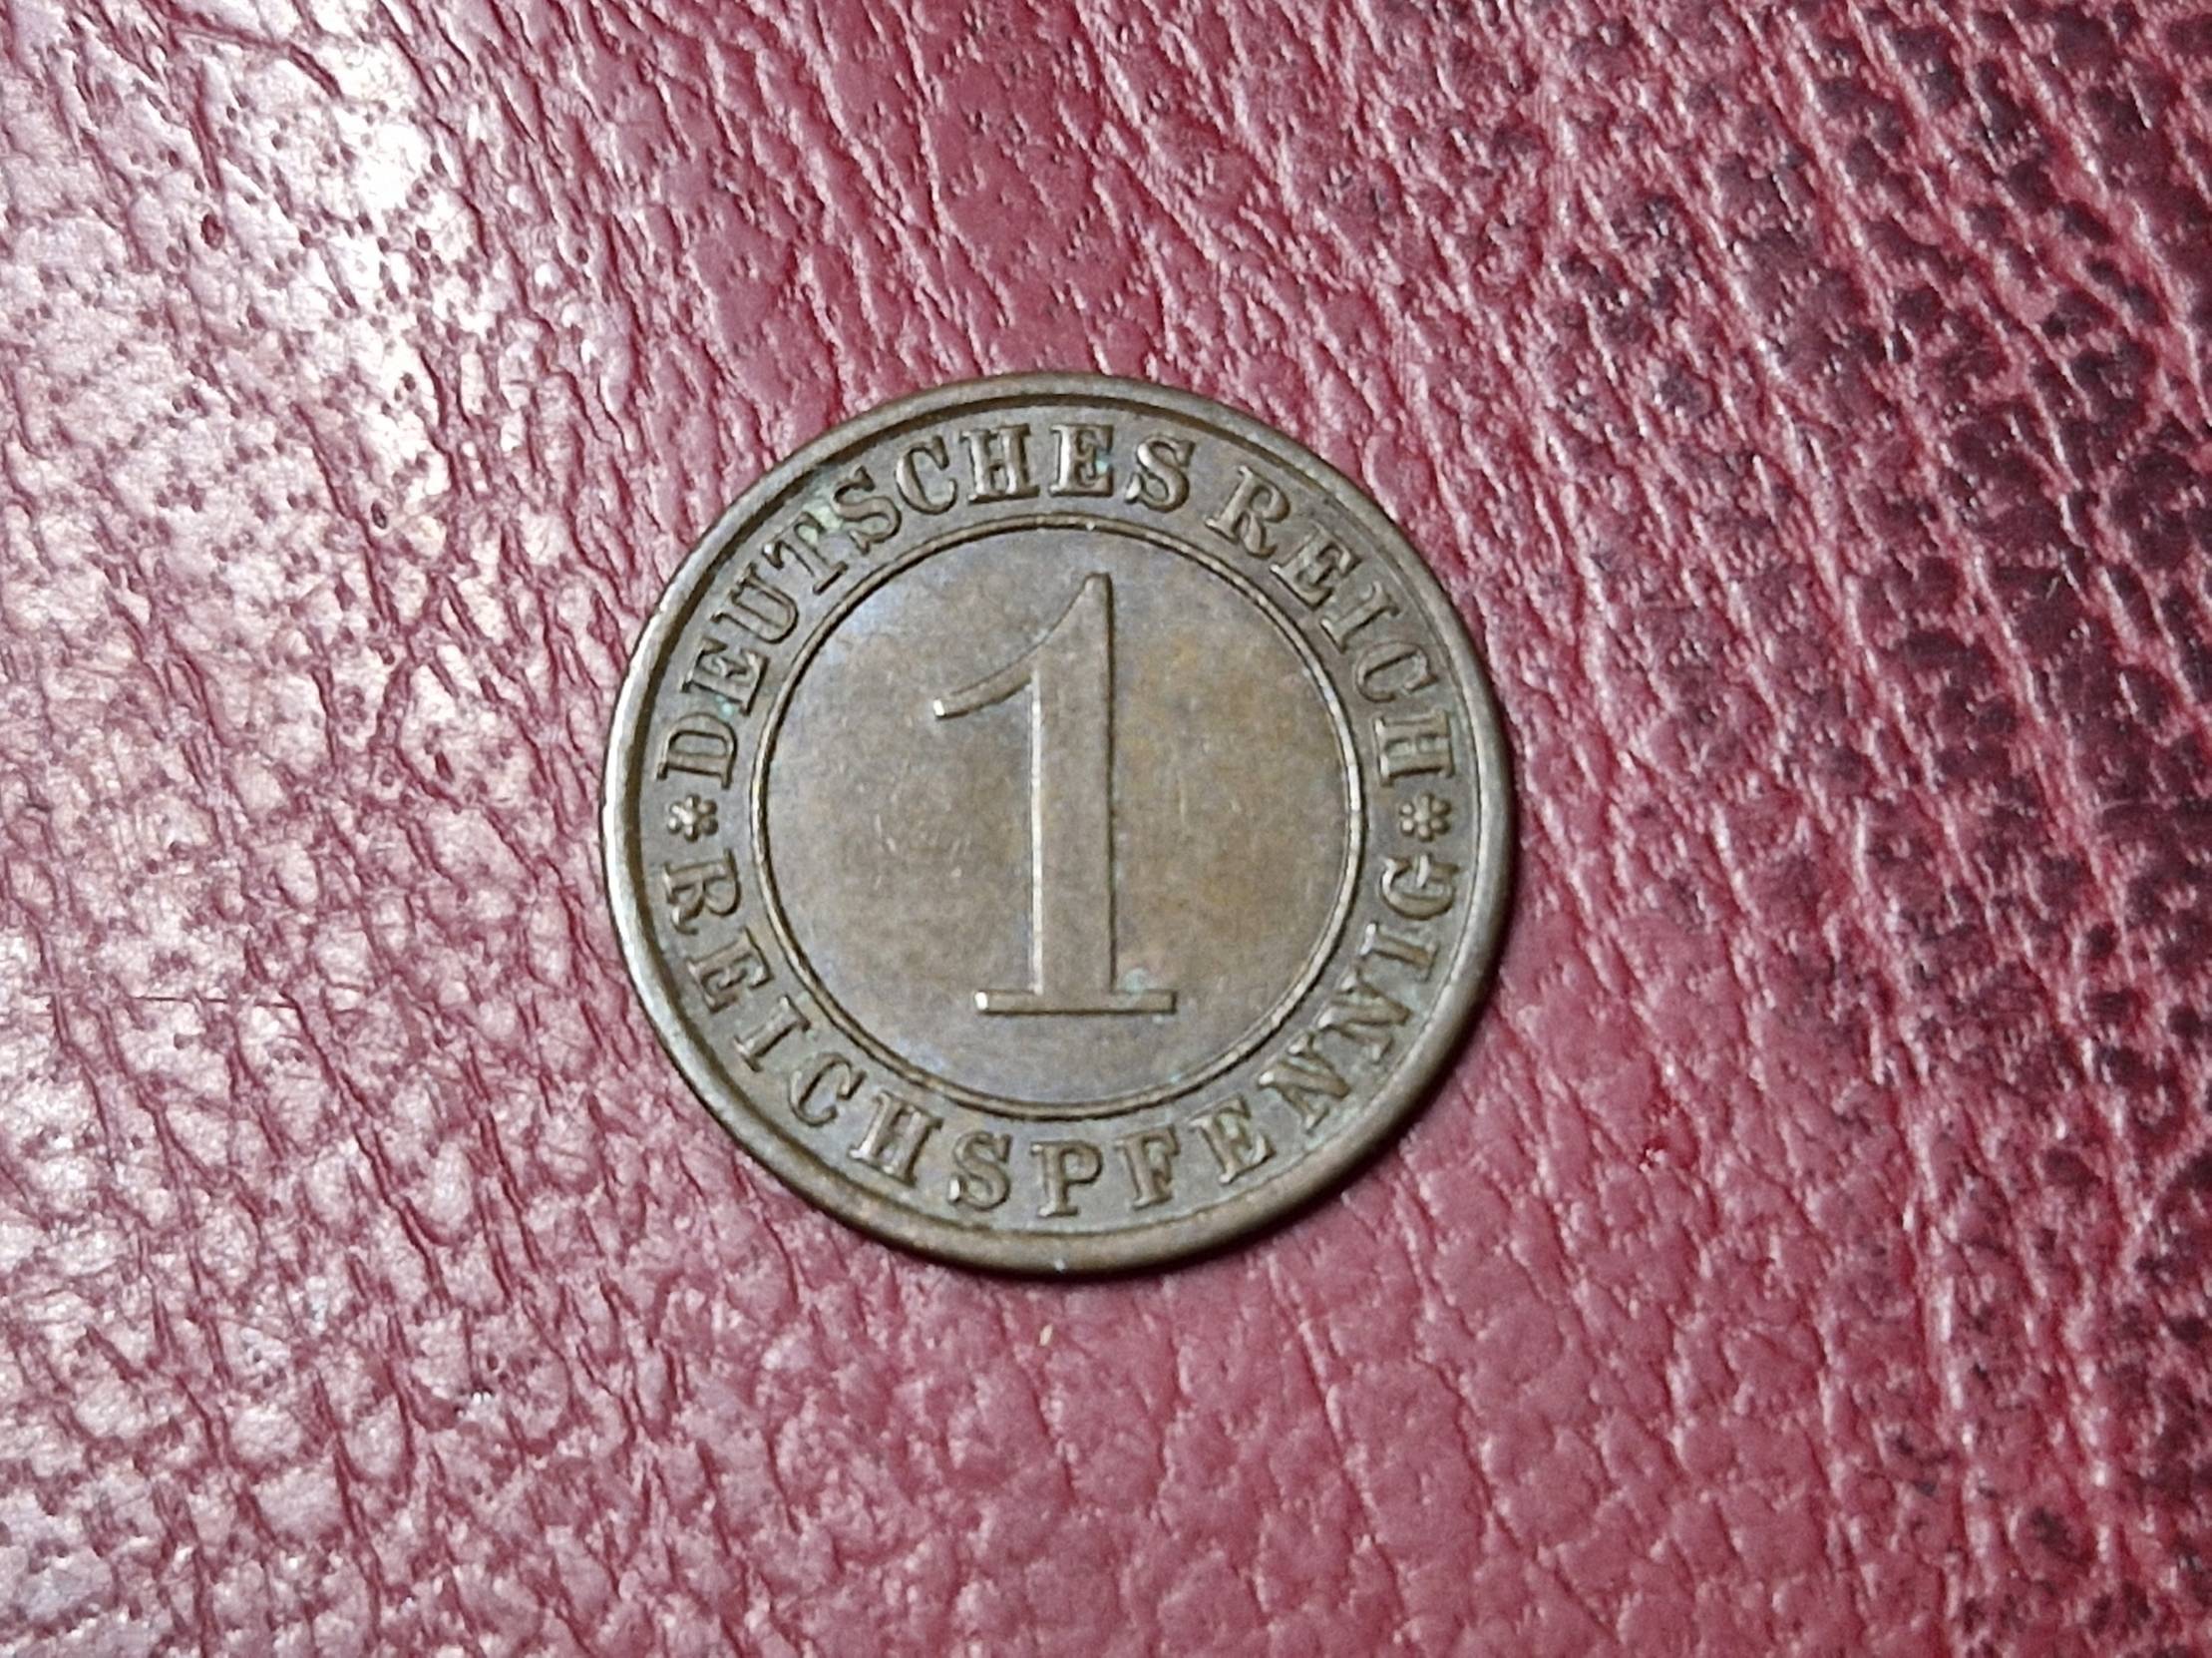 DEUTSCHES REICH
1
REICHSPFENNIG